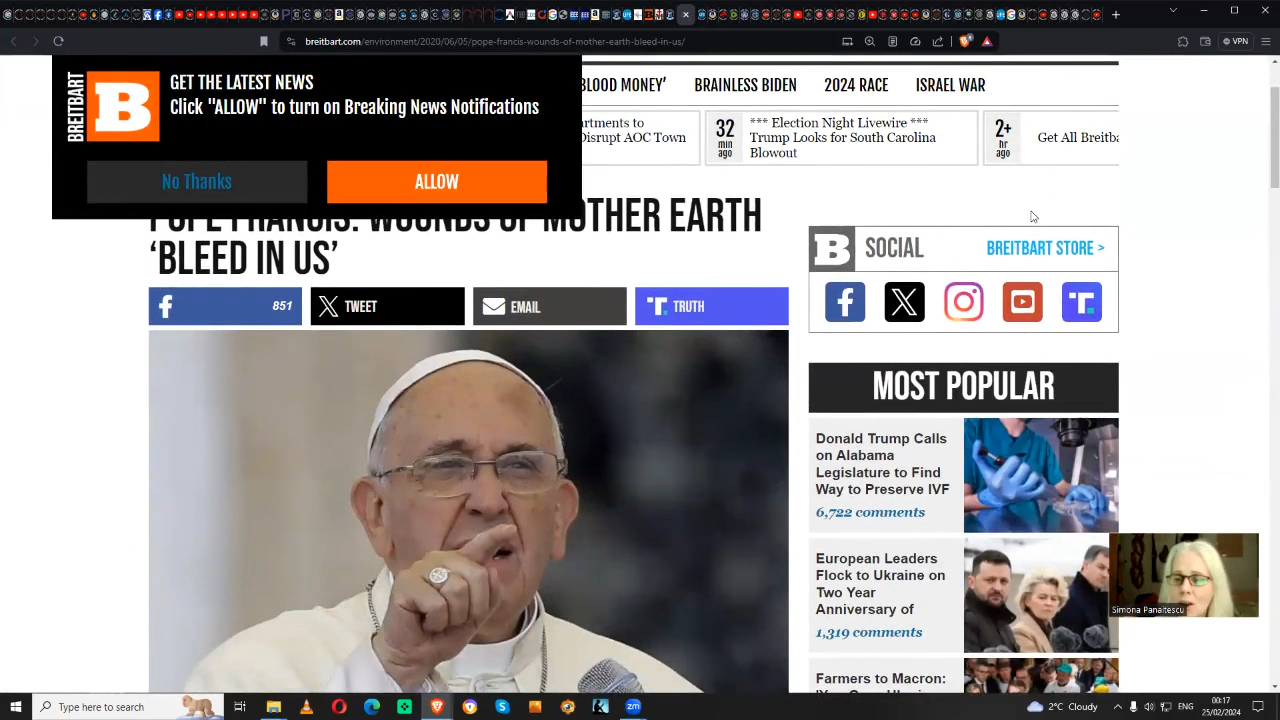 breitbart.com/environment/2020/06/05/pope-francis-wounds-of-mother-earth-bleed-in-us/
VPN
BREITBART
B
GET THE LATEST NEWS
Click "ALLOW" to turn on Breaking News Notifications
No Thanks
ALLOW
BLOOD MONEY'
BRAINLESS BIDEN
2024 RACE
ISRAEL WAR
artments to
Disrupt AOC Town
32
min
ago
*** Election Night Livewire ***
Trump Looks for South Carolina
Blowout
2+
hr
ago
Get All Breitba
POPE FRANCIS: WOUNDS OF MOTHER EARTH
‘BLEED IN US’
851
TWEET
EMAIL
TRUTH
B SOCIAL
BREITBART STORE >
MOST POPULAR
Donald Trump Calls
on Alabama
Legislature to Find
Way to Preserve IVF
6,722 comments
European Leaders
Flock to Ukraine on
Two Year
Anniversary of
1,319 comments
Farmers to Macron:
Simona Panaitescu
Type here to search
2°C Cloudy
ENG
00:17
25/02/2024